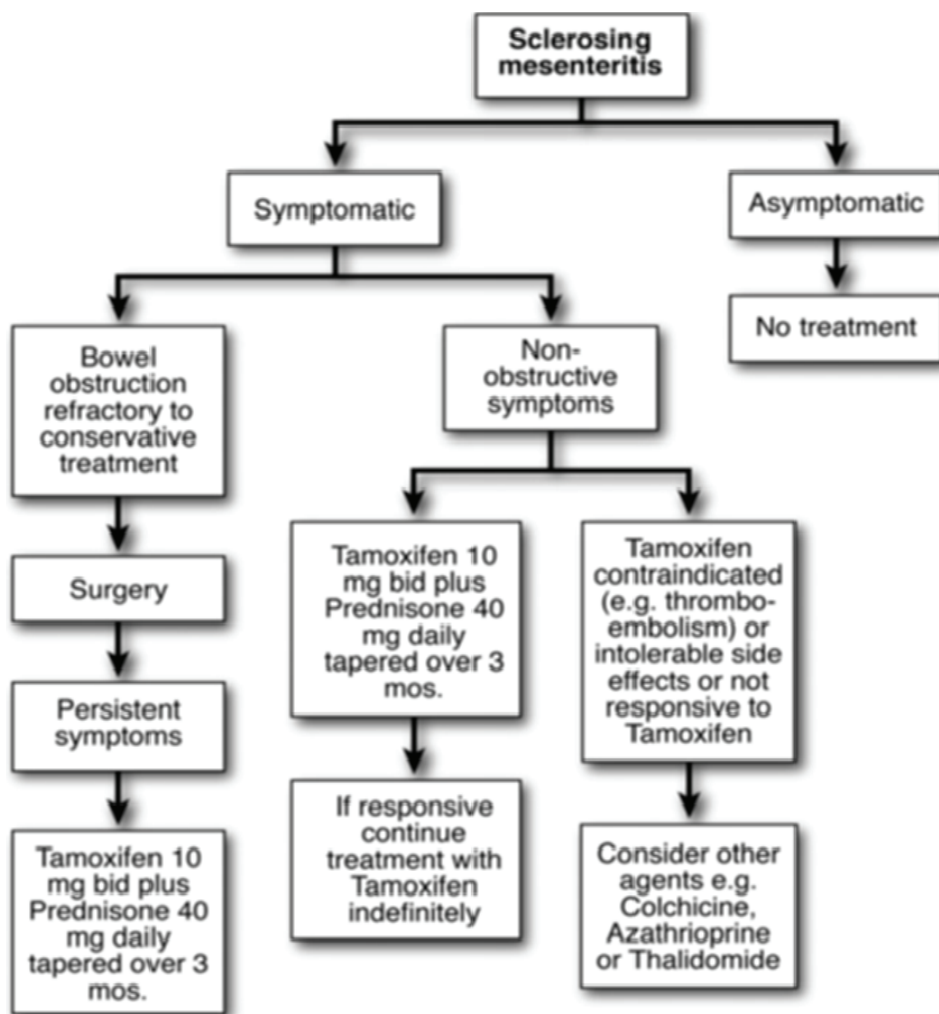 Sclerosing
mesenteritis
Symptomatic
Asymptomatic
No treatment
Bowel
obstruction
refractory to
conservative
treatment
Non-
obstructive
symptoms
Surgery
Tamoxifen 10
mg bid plus
Prednisone 40
mg daily
tapered over 3
mos.
Tamoxifen
contraindicated
(e.g. thrombo-
embolism) or
intolerable side
effects or not
responsive to
Tamoxifen
Persistent
symptoms
If responsive
continue
treatment with
Tamoxifen
indefinitely
Consider other
agents e.g.
Colchicine,
Azathrioprine
or Thalidomide
Tamoxifen 10
mg bid plus
Prednisone 40
mg daily
tapered over 3
mos.